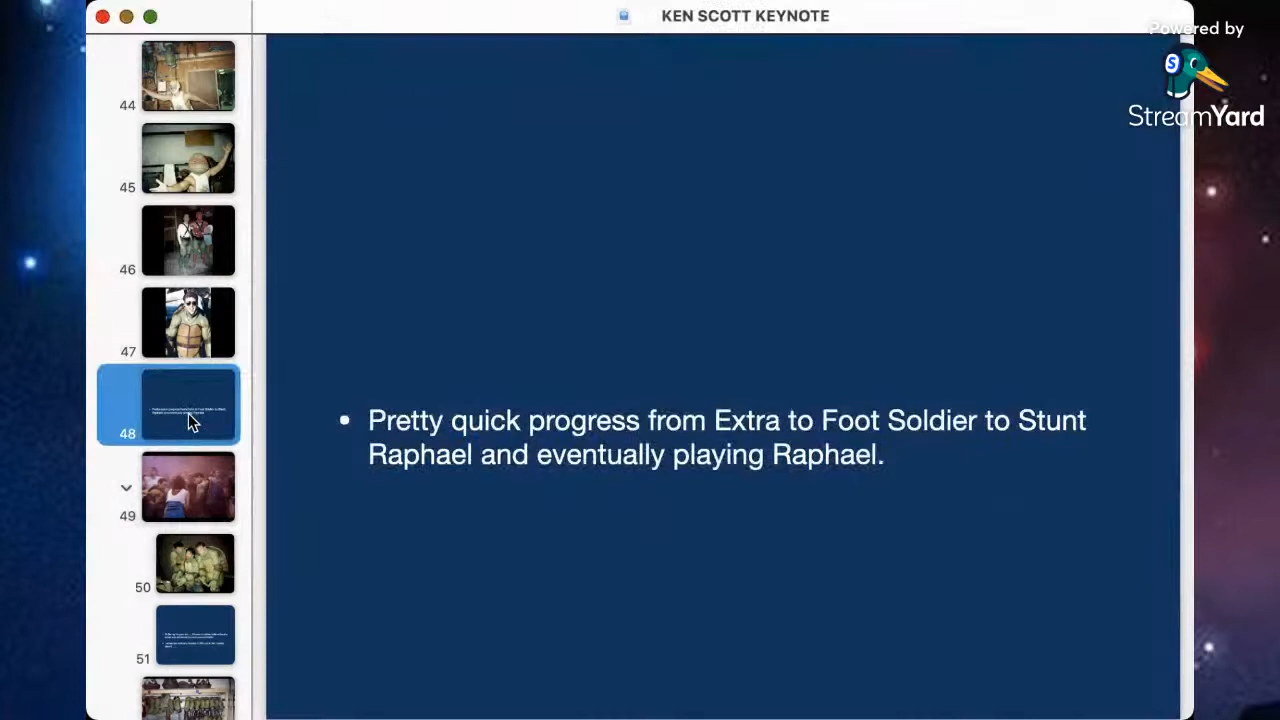 KEN SCOTT KEYNOTE
Powered by
StreamYard
44
45
46
47
48
49
50
51
• Pretty quick progress from Extra to Foot Soldier to Stunt
Raphael and eventually playing Raphael.